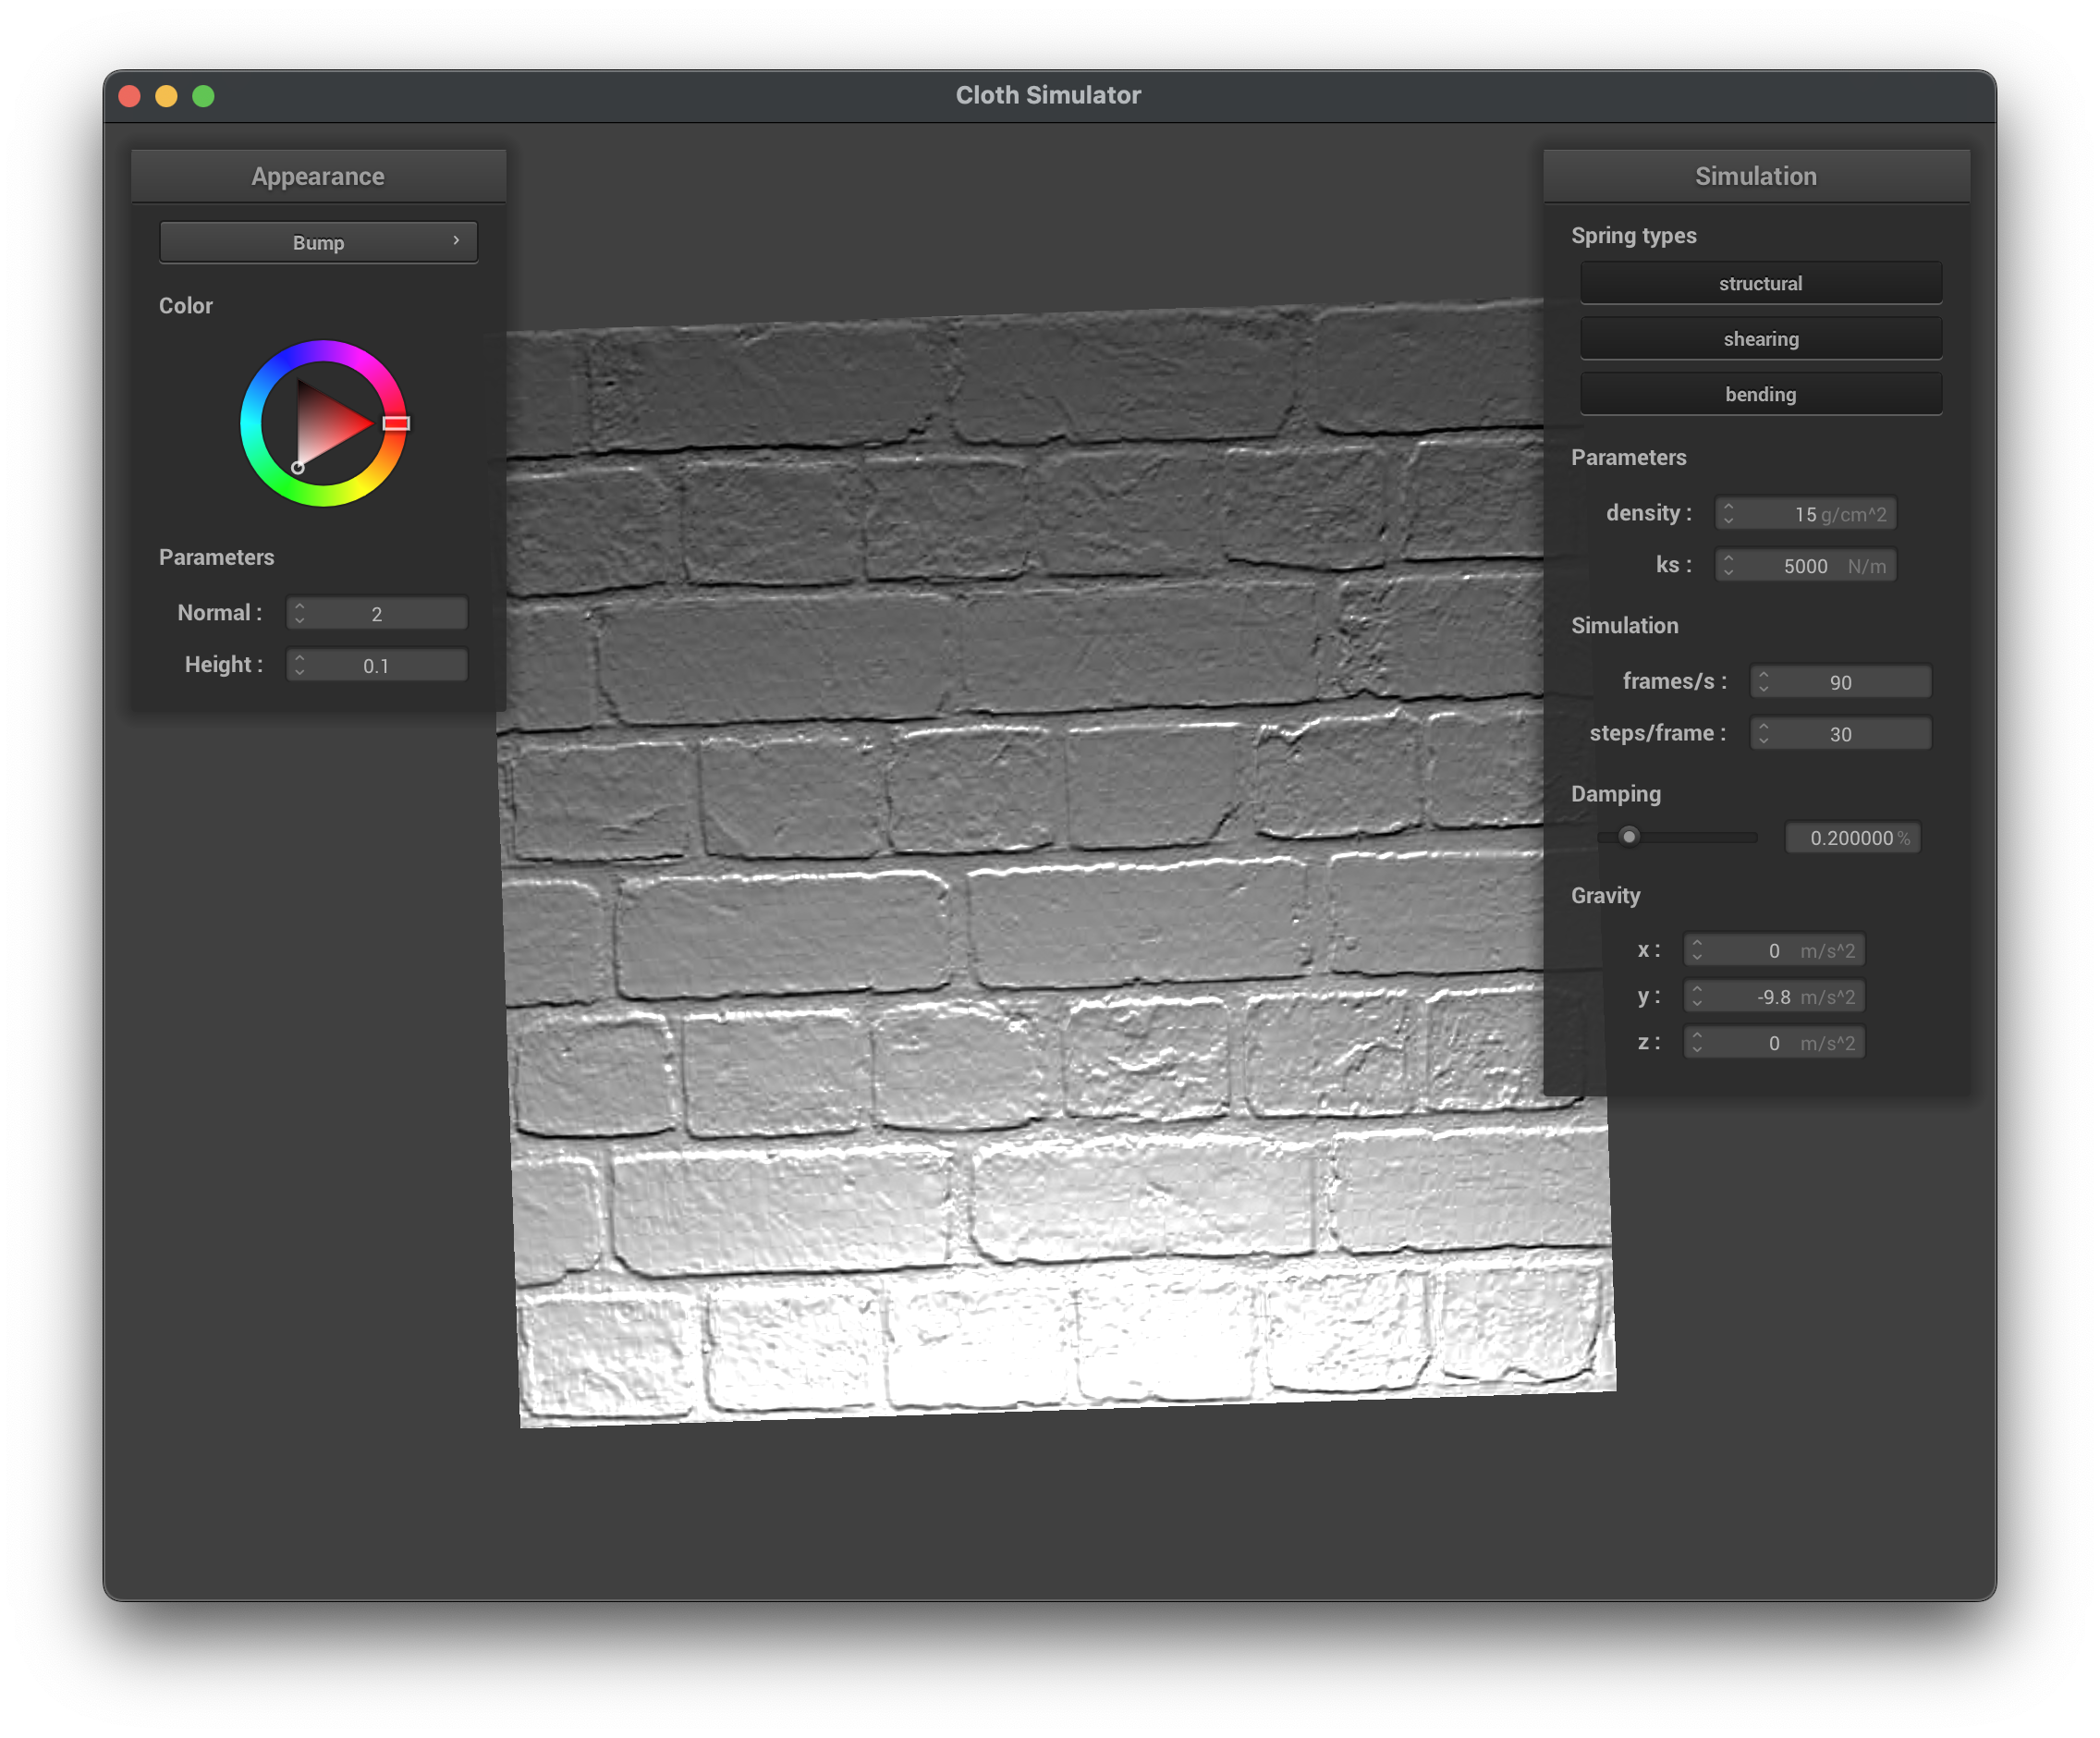 Cloth Simulator
Appearance
Bump
Color
Parameters
Normal : 2
Height : 0.1
Simulation
Spring types
structural
shearing
bending
Parameters
density : 15 g/cm^2
ks : 5000 N/m
Simulation
frames/s : 90
steps/frame : 30
Damping
0.200000 %
Gravity
x : 0 m/s^2
y : -9.8 m/s^2
z : 0 m/s^2